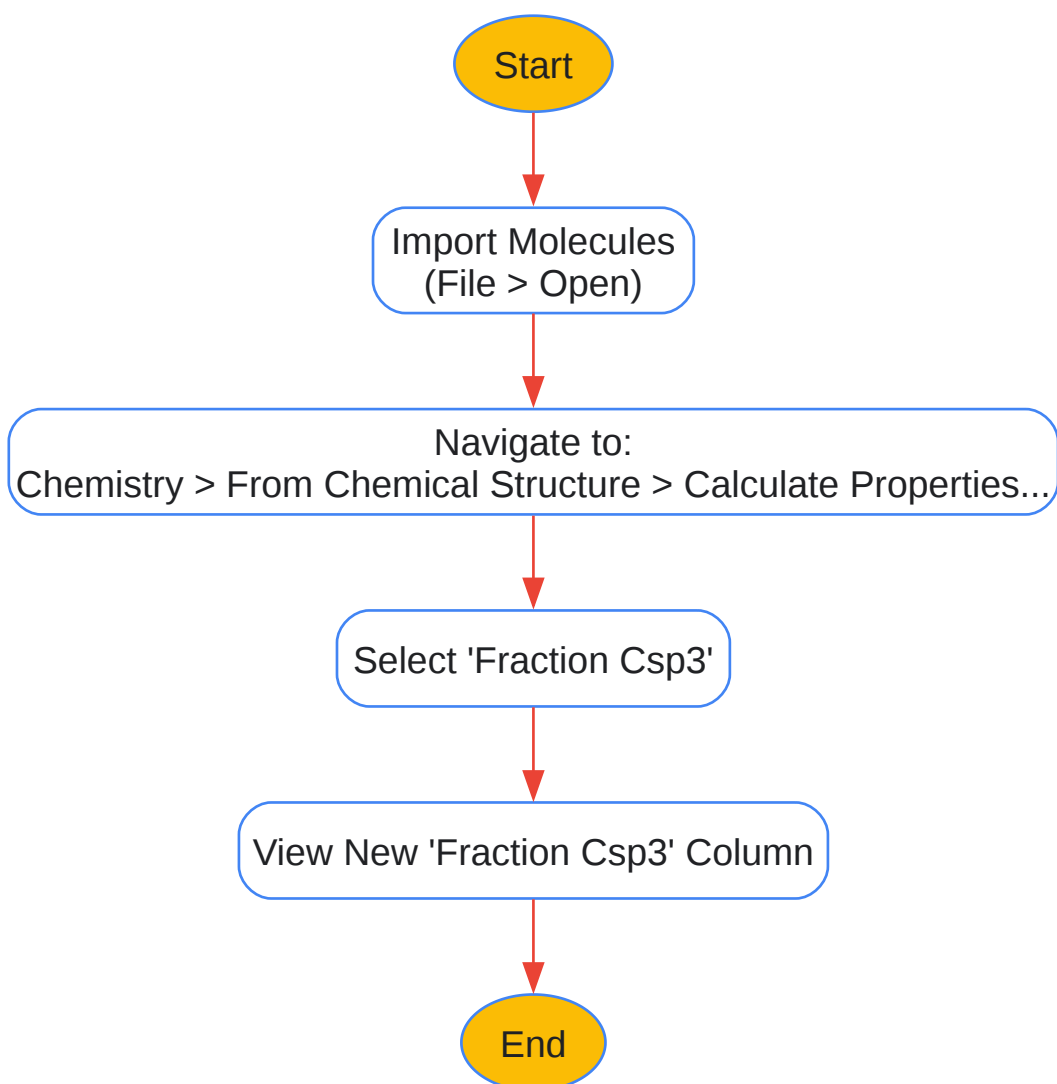 Start
Import Molecules
(File > Open)
Navigate to:
Chemistry > From Chemical Structure > Calculate Properties...
Select 'Fraction Csp3'
View New 'Fraction Csp3' Column
End